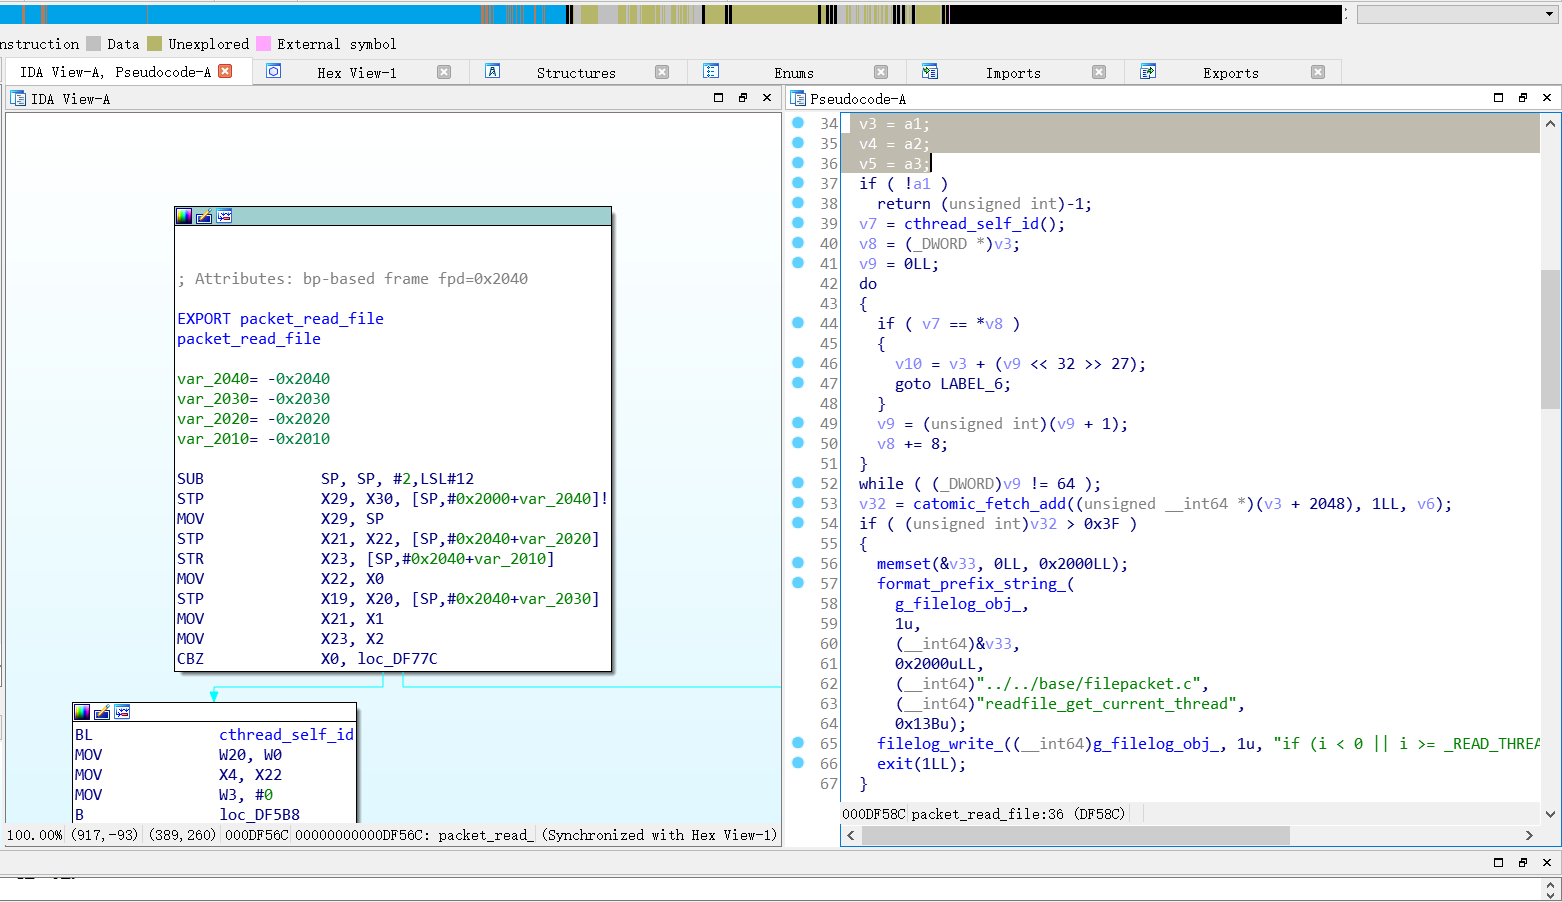 nstruction Data Unexplored External symbol
IDA View-A, Pseudocode-A Hex View-1 Structures Enums Imports Exports
IDA View-A
; Attributes: bp-based frame fpd=0x2040
EXPORT packet_read_file
packet_read_file
var_2040= -0x2040
var_2030= -0x2030
var_2020= -0x2020
var_2010= -0x2010
SUB SP, SP, #2,LSL#12
STP X29, X30, [SP,#0x2000+var_2040]!
MOV X29, SP
STP X21, X22, [SP,#0x2040+var_2020]
STR X23, [SP,#0x2040+var_2010]
MOV X22, X0
STP X19, X20, [SP,#0x2040+var_2030]
MOV X21, X1
MOV X23, X2
CBZ X0, loc_DF77C
BL cthread_self_id
MOV W20, W0
MOV X4, X22
MOV W3, #0
B loc_DF5B8
100.00% (917,-93) (389,260) 000DF56C 00000000000DF56C: packet_read_ (Synchronized with Hex View-1)
Pseudocode-A
34 v3 = a1;
35 v4 = a2;
36 v5 = a3;
37 if ( !a1 )
38 return (unsigned int)-1;
39 v7 = cthread_self_id();
40 v8 = (_DWORD *)v3;
41 v9 = 0LL;
42 do
43 {
44 if ( v7 == *v8 )
45 {
46 v10 = v3 + (v9 << 32 >> 27);
47 goto LABEL_6;
48 }
49 v9 = (unsigned int)(v9 + 1);
50 v8 += 8;
51 }
52 while ( (_DWORD)v9 != 64 );
53 v32 = catomic_fetch_add((unsigned __int64 *)(v3 + 2048), 1LL, v6);
54 if ( (unsigned int)v32 > 0x3F )
55 {
56 memset(&v33, 0LL, 0x2000LL);
57 format_prefix_string_(
58 g_filelog_obj_,
59 1u,
60 (__int64)&v33,
61 0x2000uLL,
62 (__int64)"../../base/filepacket.c",
63 (__int64)"readfile_get_current_thread",
64 0x13Bu);
65 filelog_write_((__int64)g_filelog_obj_, 1u, "if (i < 0 || i >= _READ_THREA
66 exit(1LL);
67 }
000DF58C packet_read_file:36 (DF58C)